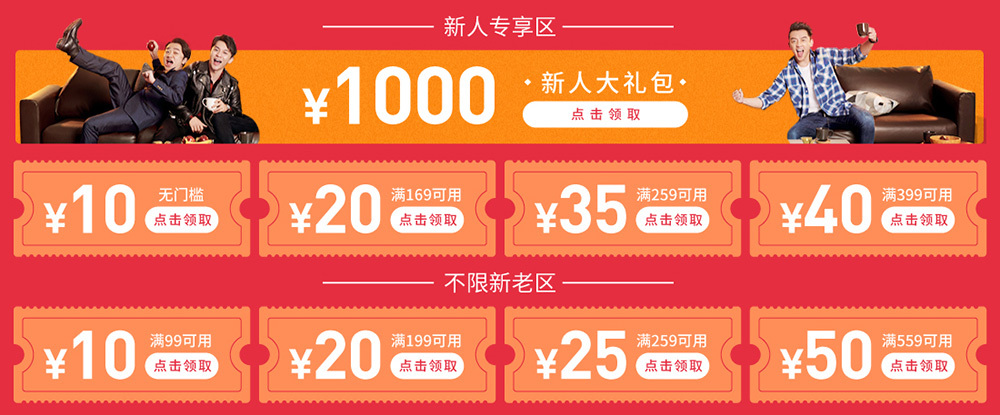 新人专享区
¥1000
·新人大礼包·
点击领取
¥10
无门槛
点击领取
¥20
满169可用
点击领取
¥35
满259可用
点击领取
¥40
满399可用
点击领取
不限新老区
¥10
满99可用
点击领取
¥20
满199可用
点击领取
¥25
满259可用
点击领取
¥50
满559可用
点击领取